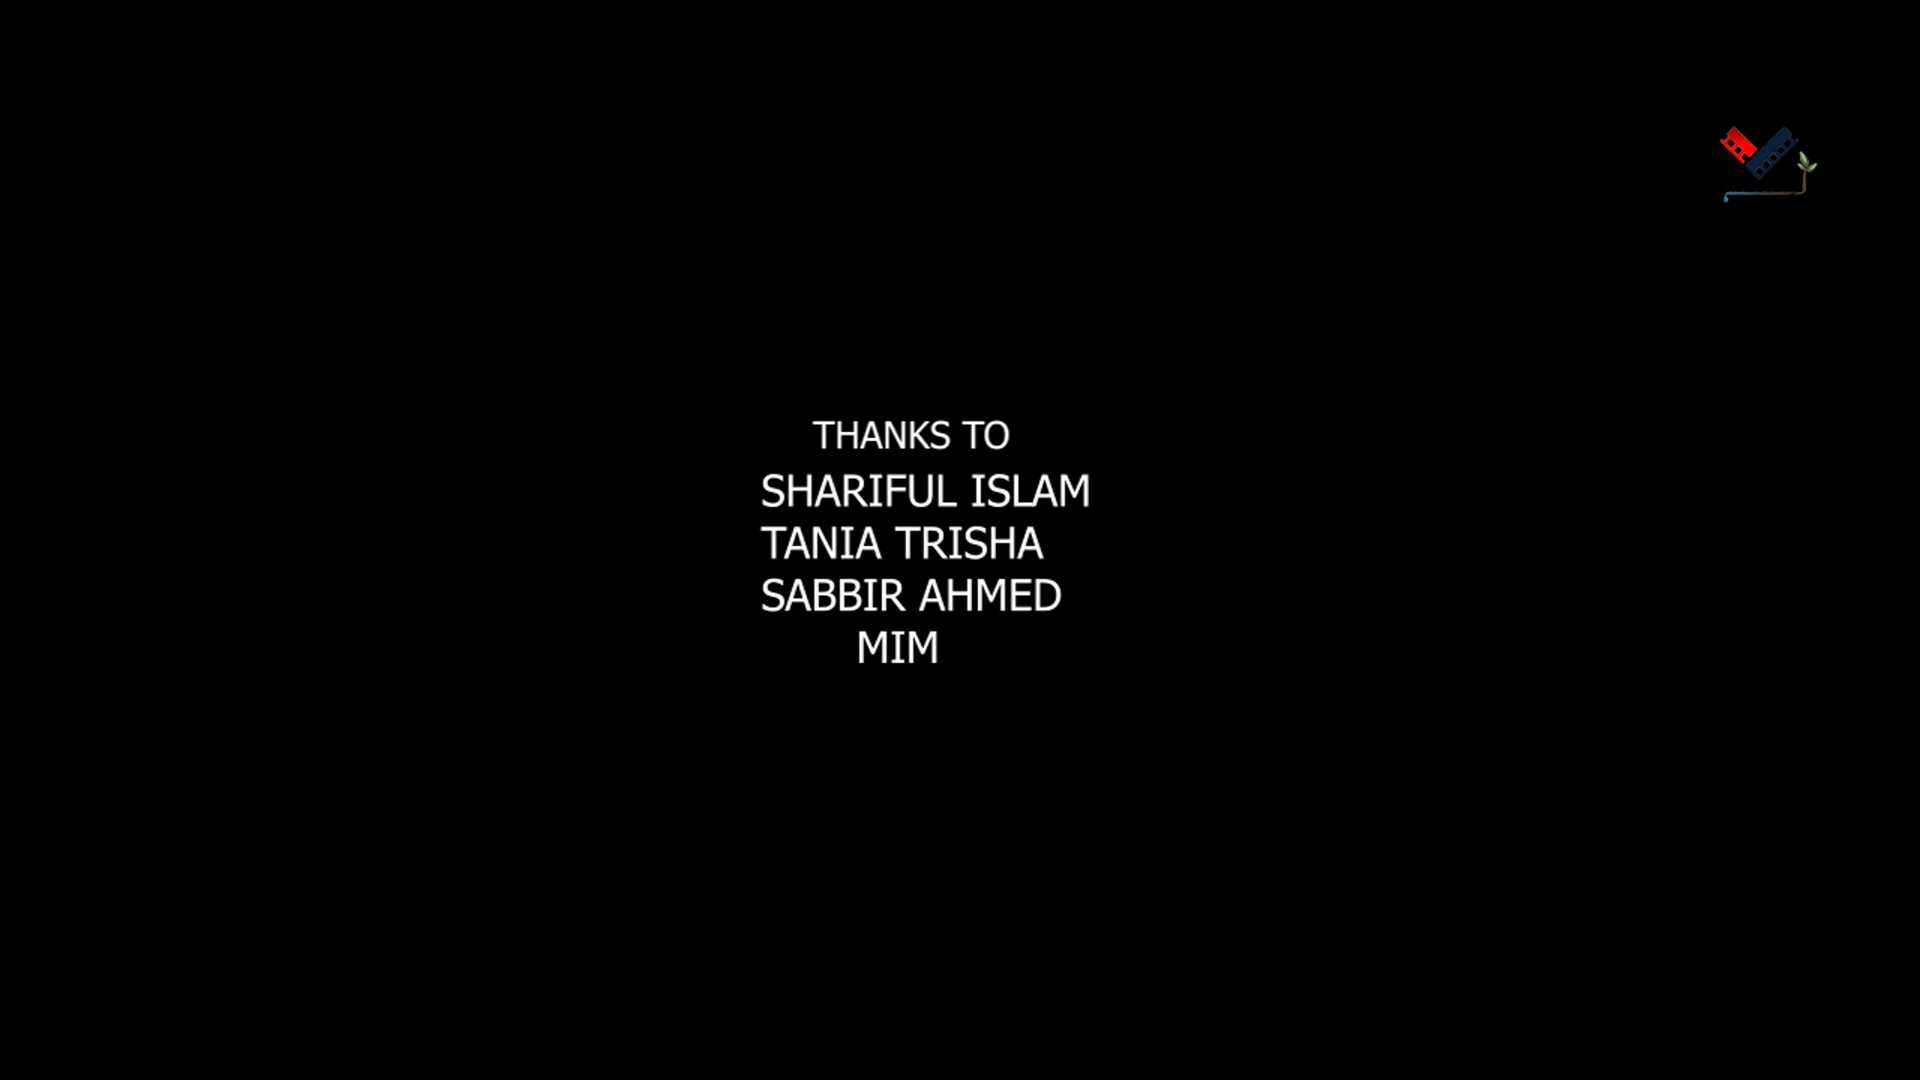 THANKS TO
SHARIFUL ISLAM
TANIA TRISHA
SABBIR AHMED
MIM